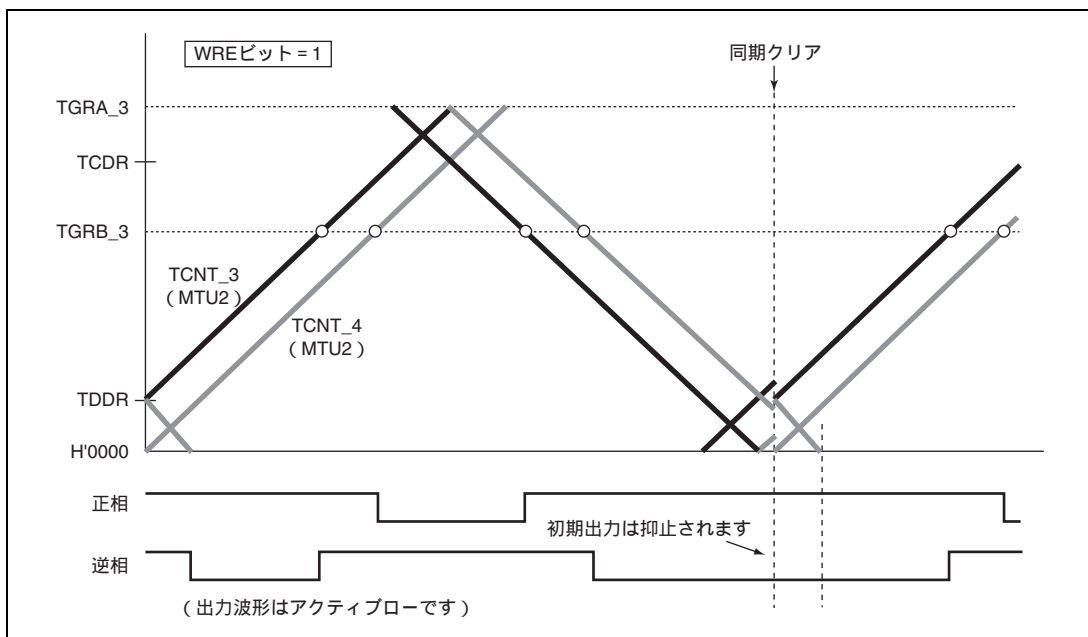 WREビット = 1
同期クリア
TGRA_3
TCDR
TGRB_3
TCNT_3
（MTU2）
TCNT_4
（MTU2）
TDDR
H'0000
正相
初期出力は抑止されます
逆相
（出力波形はアクティブローです）